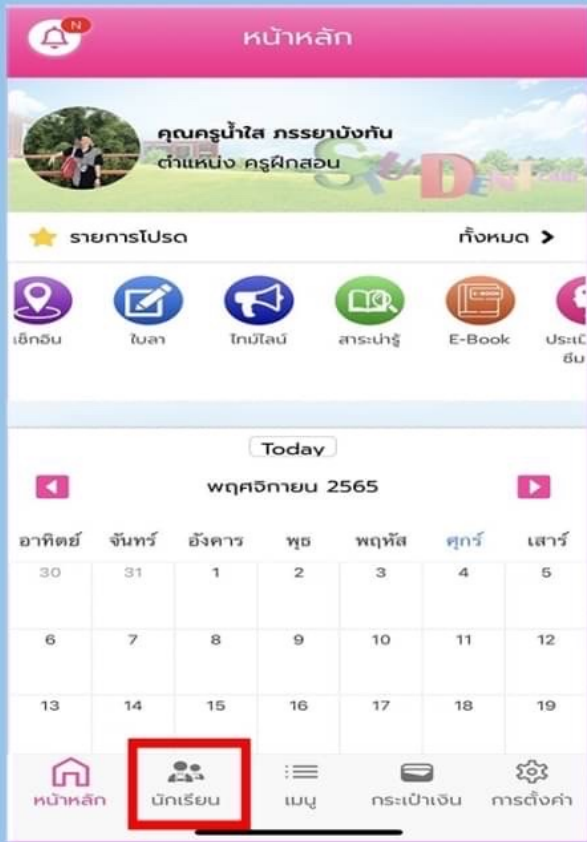 N
หน้าหลัก
คุณครูน้ำใส ภรรยาบังทัน
ตำแหน่ง ครูฝึกสอน
STUDENT CARE
รายการโปรด ทั้งหมด >
เช็กอิน ใบลา ไทม์ไลน์ สาระน่ารู้ E-Book
Today
พฤศจิกายน 2565
อาทิตย์ จันทร์ อังคาร พุธ พฤหัส ศุกร์ เสาร์
30 31 1 2 3 4 5
6 7 8 9 10 11 12
13 14 15 16 17 18 19
หน้าหลัก นักเรียน เมนู กระเป๋าเงิน การตั้งค่า